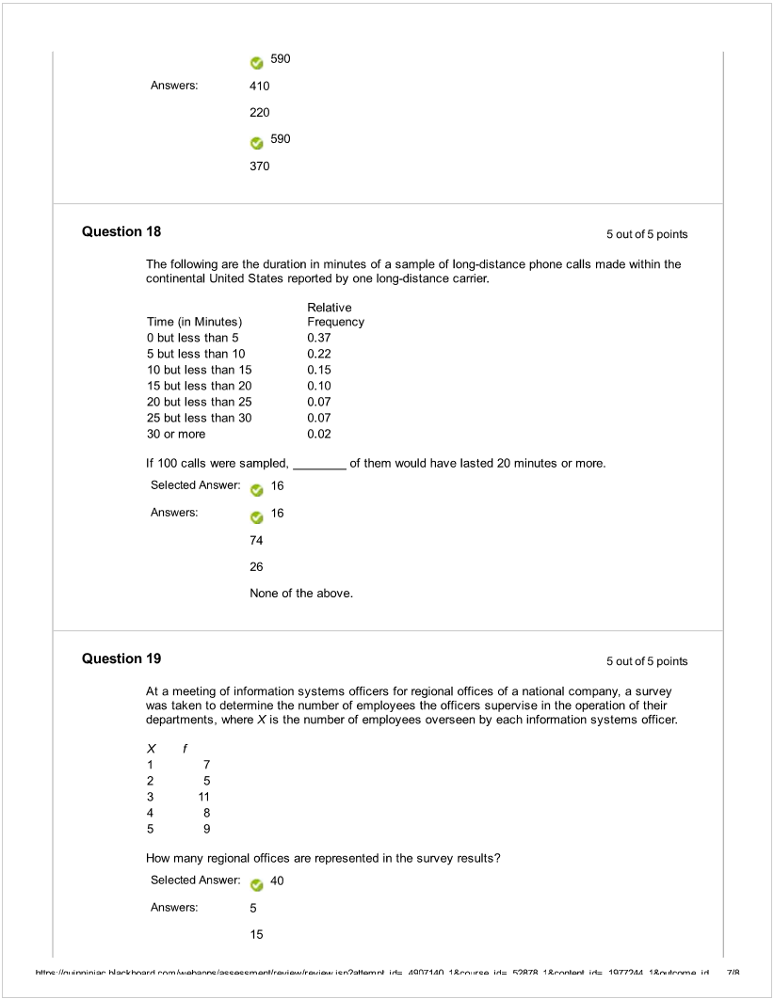 590
Answers: 410
220
590
370
Question 18 5 out of 5 points
The following are the duration in minutes of a sample of long-distance phone calls made within the
continental United States reported by one long-distance carrier.
Relative
Time (in Minutes) Frequency
0 but less than 5 0.37
5 but less than 10 0.22
10 but less than 15 0.15
15 but less than 20 0.10
20 but less than 25 0.07
25 but less than 30 0.07
30 or more 0.02
If 100 calls were sampled, ________ of them would have lasted 20 minutes or more.
Selected Answer: 16
Answers: 16
74
26
None of the above.
Question 19 5 out of 5 points
At a meeting of information systems officers for regional offices of a national company, a survey
was taken to determine the number of employees the officers supervise in the operation of their
departments, where X is the number of employees overseen by each information systems officer.
X f
1 7
2 5
3 11
4 8
5 9
How many regional offices are represented in the survey results?
Selected Answer: 40
Answers: 5
15
https://quinnipiac.blackboard.com/webapps/assessment/review/review.jsp?attempt_id=_4907140_1&course_id=_52878_1&content_id=_1977244_1&outcome_id… 7/8